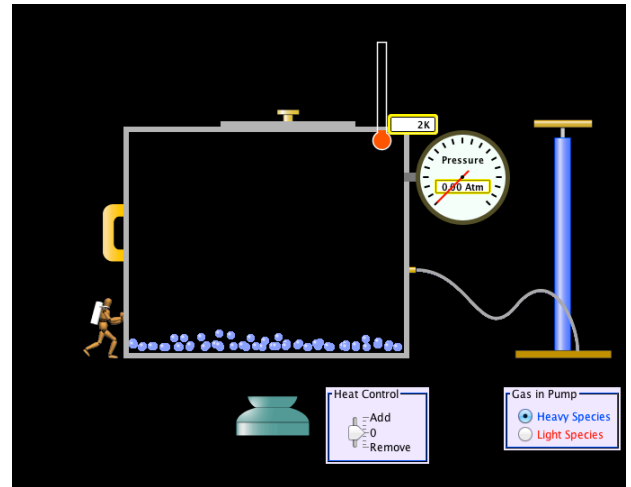 2K
Pressure
0.00 Atm
Heat Control
Add
0
Remove
Gas in Pump
Heavy Species
Light Species